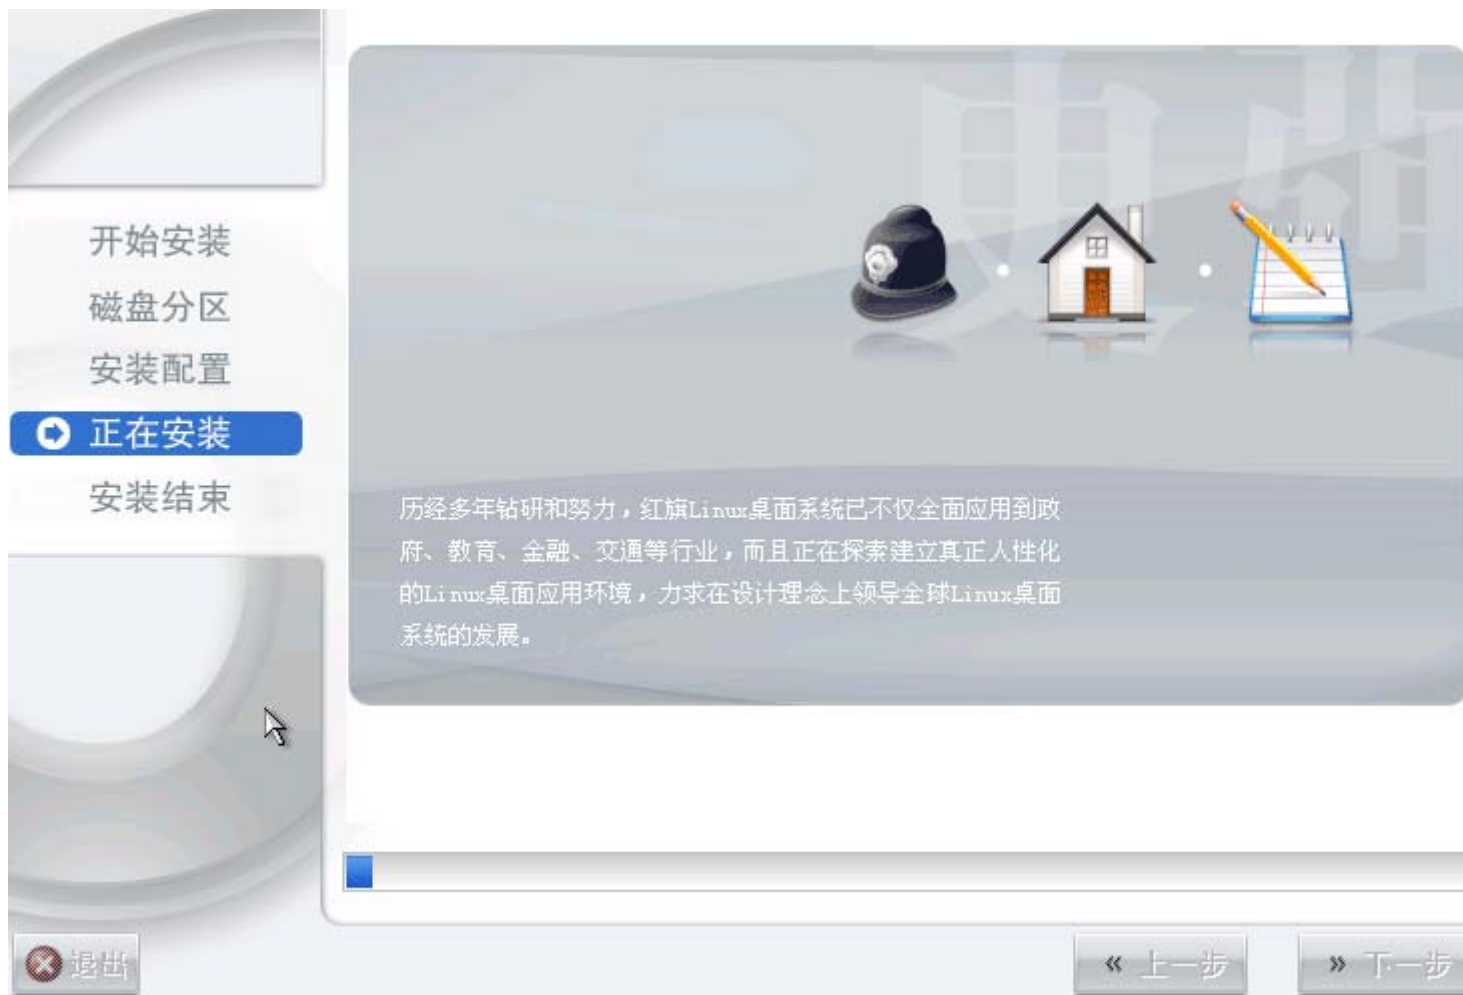 开始安装
磁盘分区
安装配置
正在安装
安装结束
历经多年钻研和努力，红旗Linux桌面系统已不仅全面应用到政
府、教育、金融、交通等行业，而且正在探索建立真正人性化
的Linux桌面应用环境，力求在设计理念上领导全球Linux桌面
系统的发展。
退出
« 上一步
» 下一步